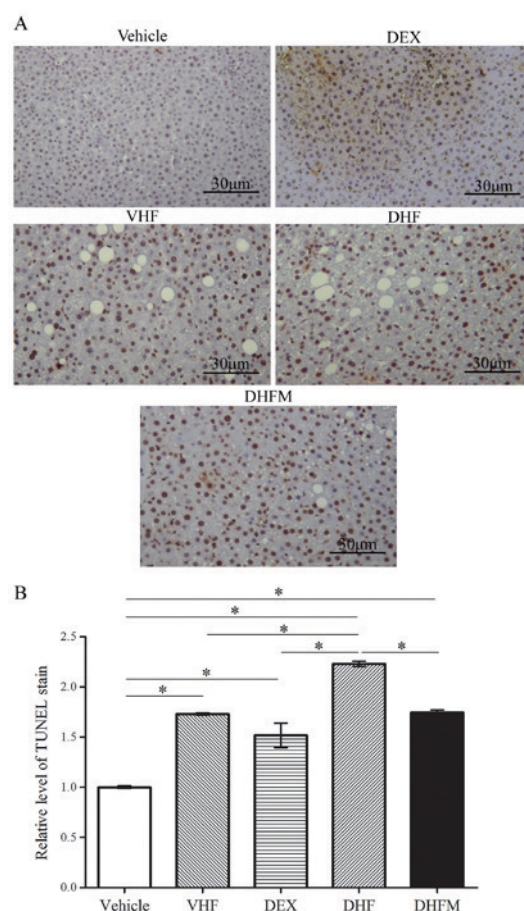 A
Vehicle DEX
30μm 30μm
VHF DHF
30μm 30μm
DHFM
30μm
B
*
*
*
* *
*
*
Relative level of TUNEL stain
2.5
2.0
1.5
1.0
0.5
0.0
Vehicle VHF DEX DHF DHFM